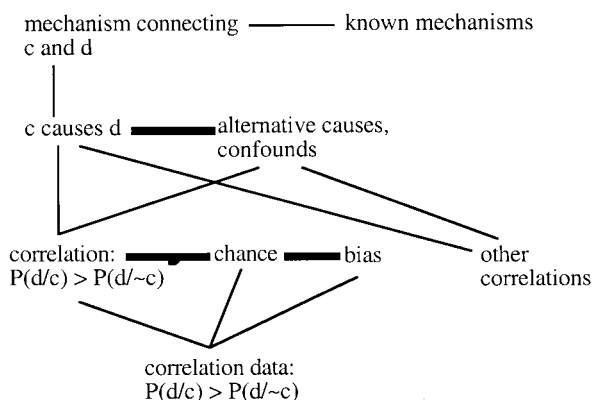 mechanism connecting known mechanisms
c and d
c causes d alternative causes,
confounds
correlation: chance bias other
P(d/c) > P(d/~c) correlations
correlation data:
P(d/c) > P(d/~c)